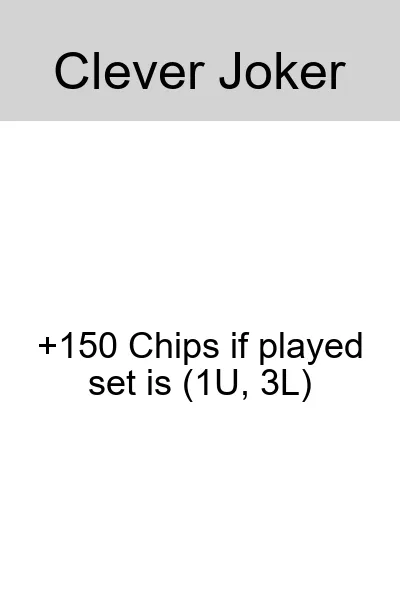 Clever Joker
+150 Chips if played
set is (1U, 3L)